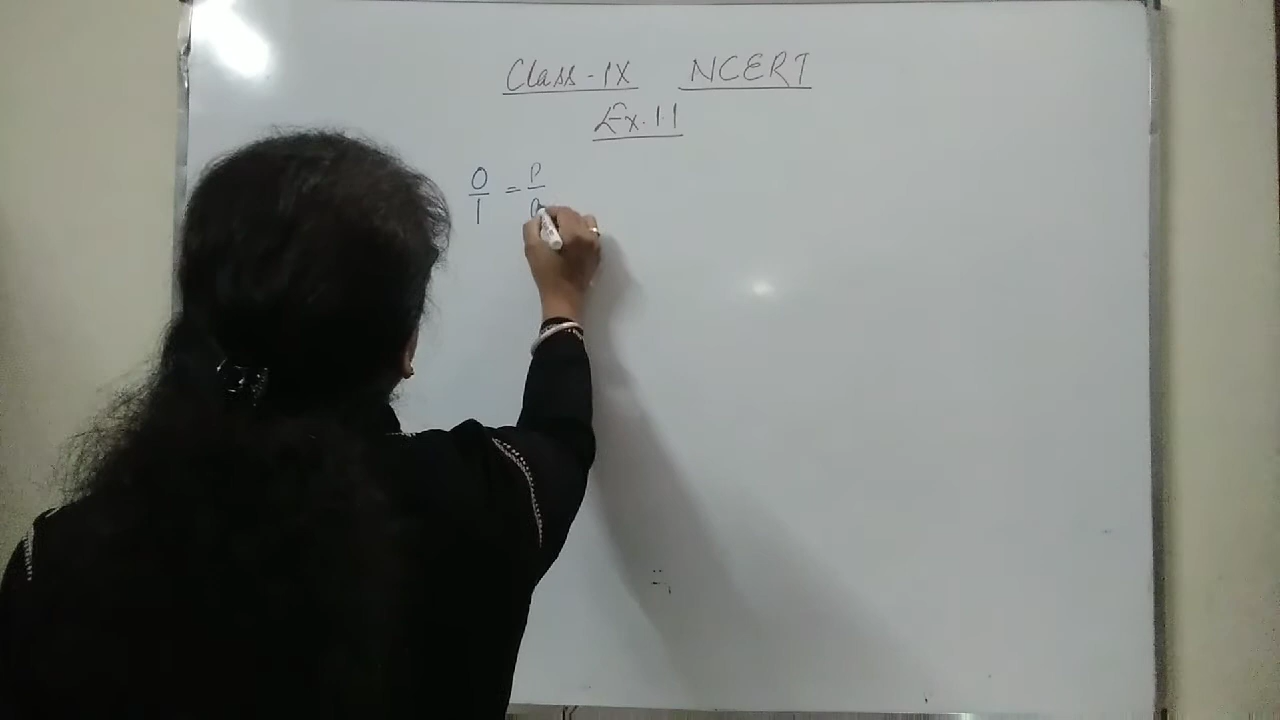 Class-IX NCERT
Ex.1.1
0/1 = P/